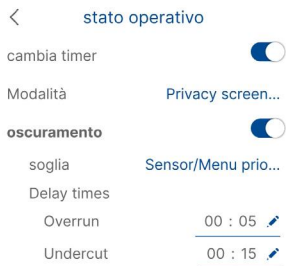 stato operativo
cambia timer
Modalità Privacy screen...
oscuramento
soglia Sensor/Menu prio...
Delay times
Overrun 00 : 05
Undercut 00 : 15